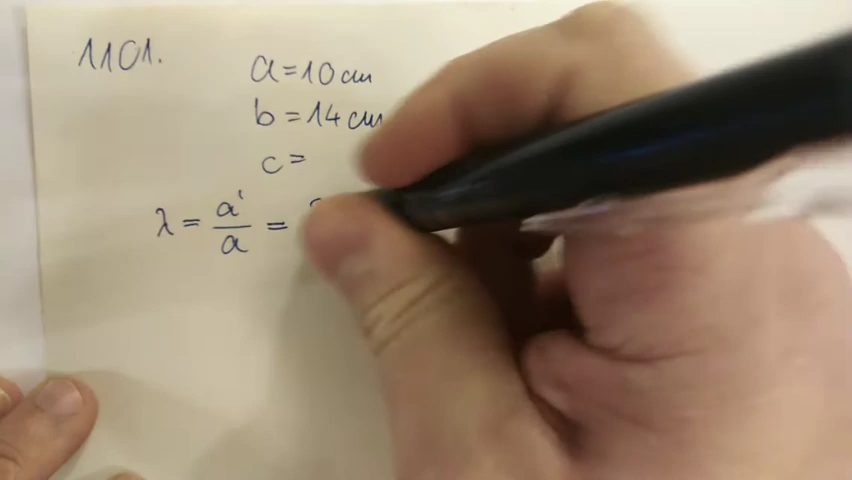 1101.
a = 10 cm
b = 14 cm
c =
λ = a' / a =